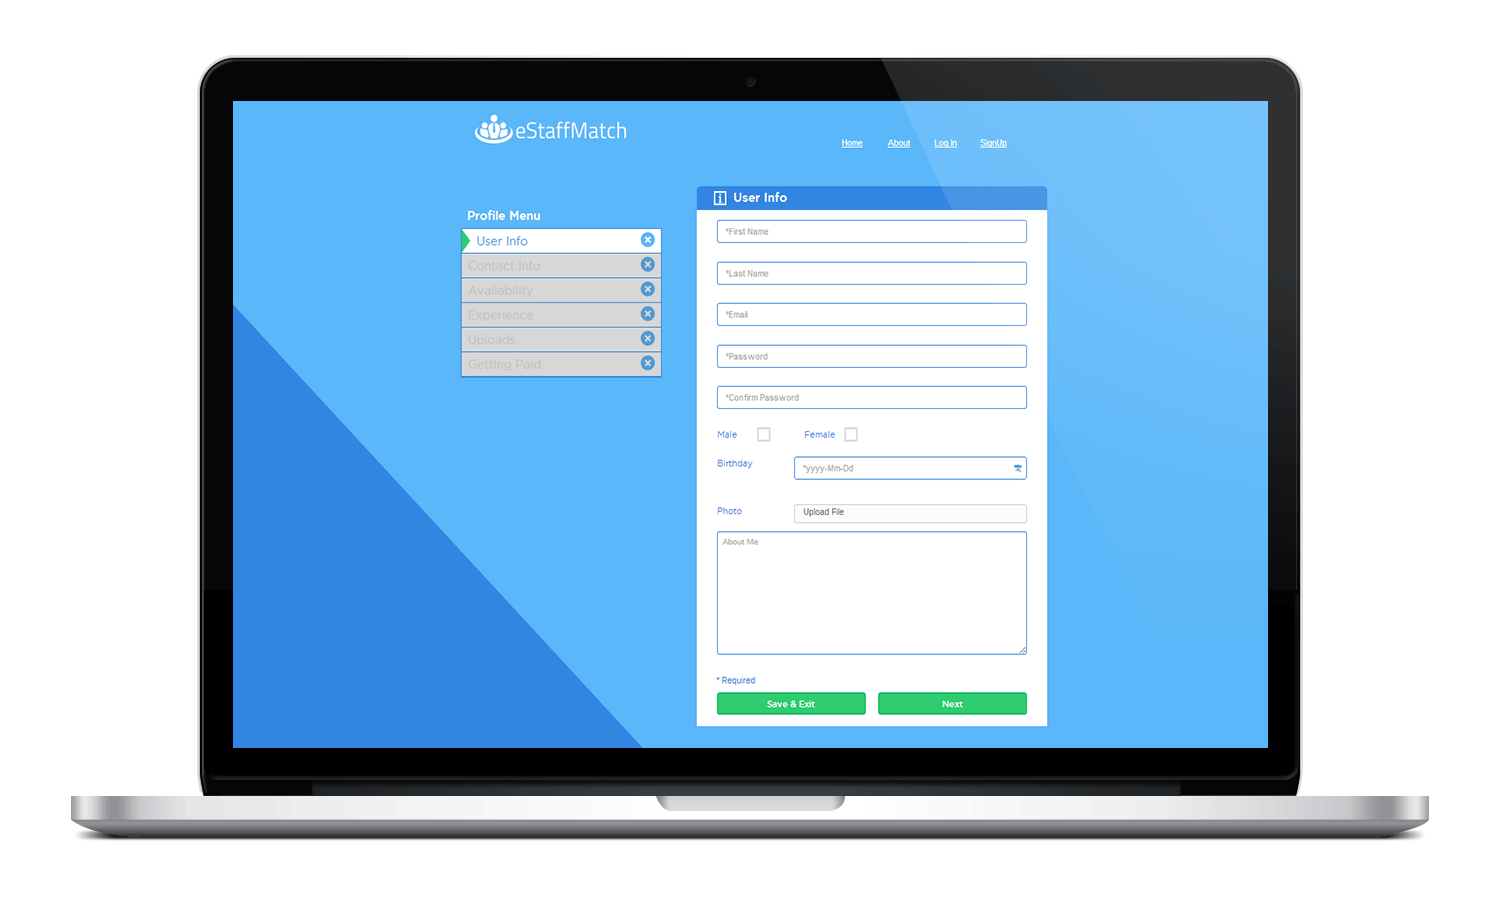 eStaffMatch
Home About Log In SignUp
Profile Menu
User Info
Contact Info
Availability
Experience
Uploads
Getting Paid
User Info
*First Name
*Last Name
*Email
*Password
*Confirm Password
Male Female
Birthday *yyyy-Mm-Dd
Photo Upload File
About Me
* Required
Save & Exit Next